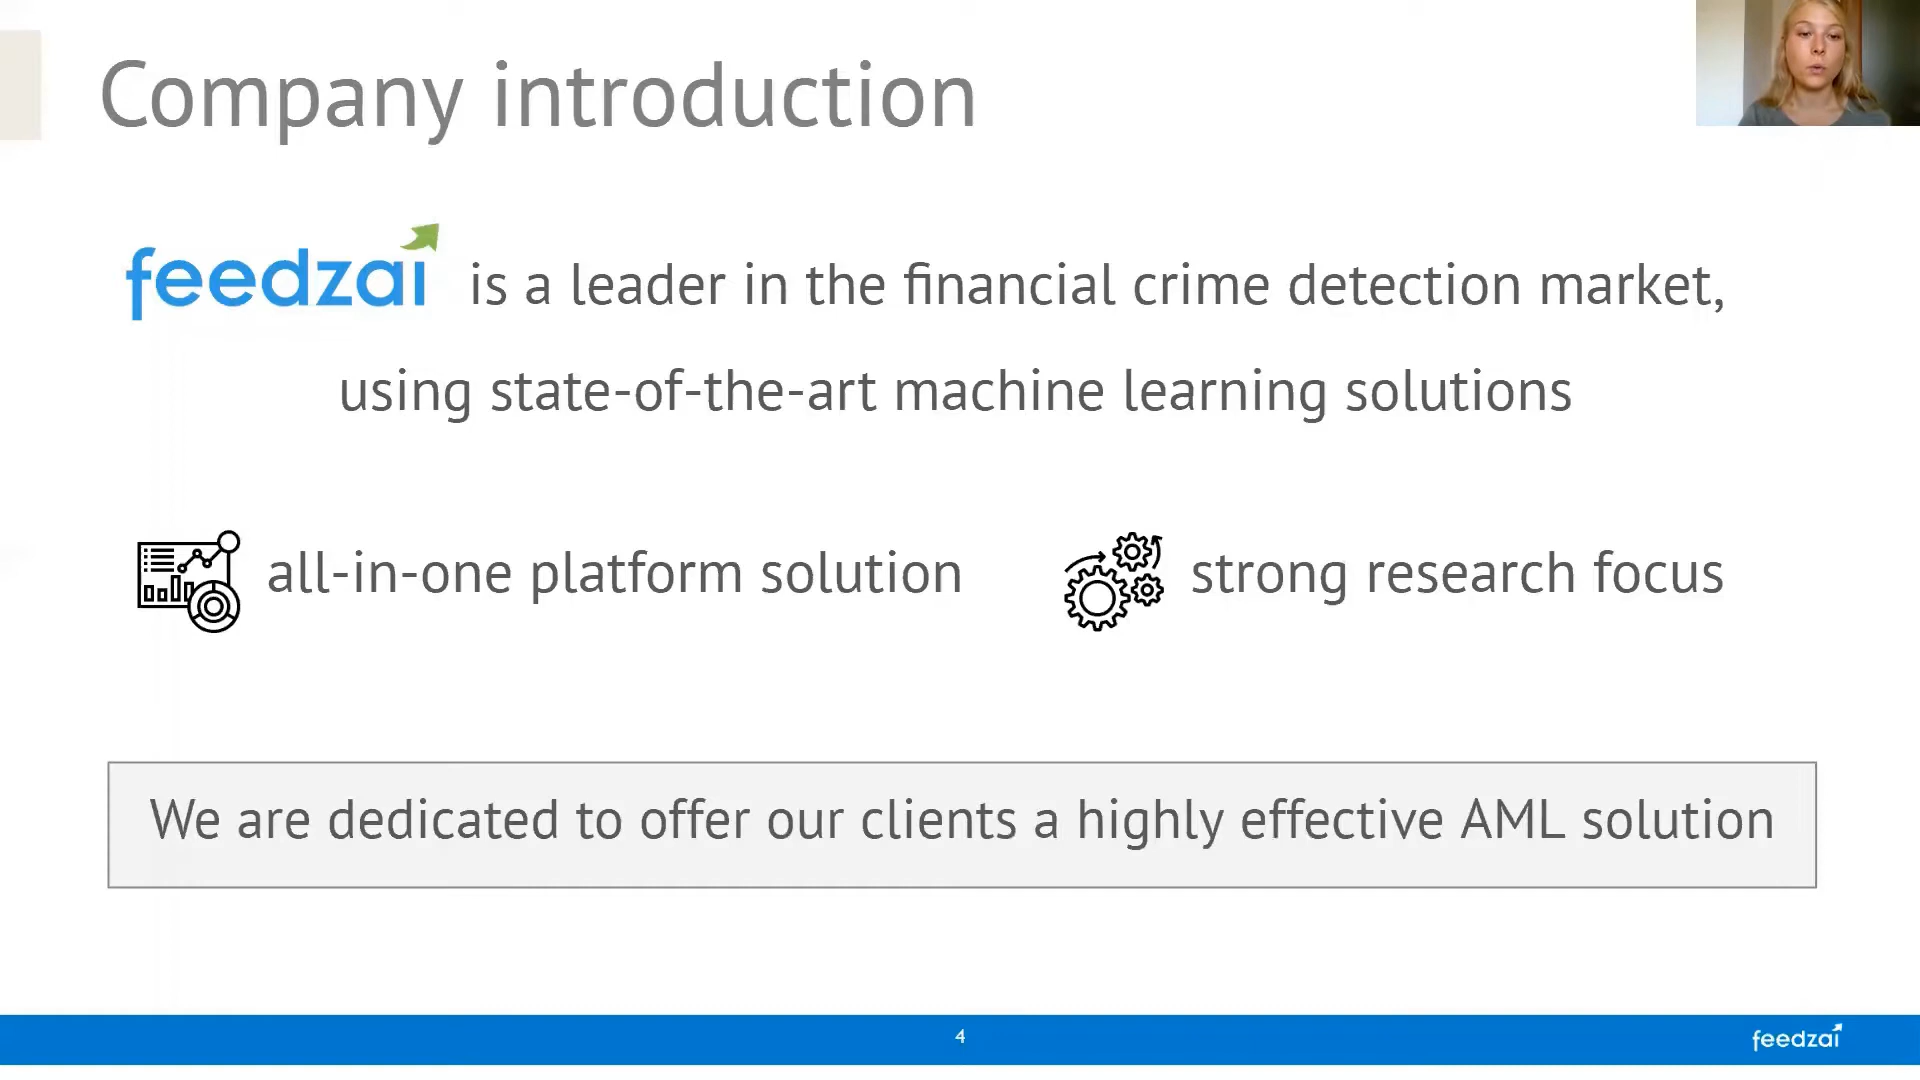 Company introduction
feedzai is a leader in the financial crime detection market,
using state-of-the-art machine learning solutions
all-in-one platform solution
strong research focus
We are dedicated to offer our clients a highly effective AML solution
4
feedzai